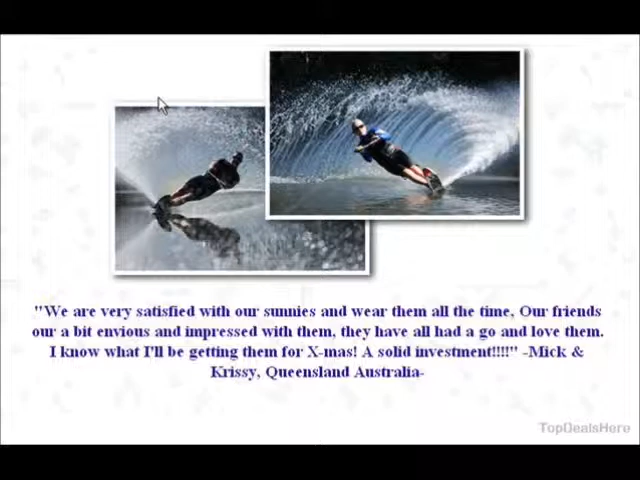 "We are very satisfied with our sunnies and wear them all the time. Our friends
our a bit envious and impressed with them, they have all had a go and love them.
I know what I'll be getting them for X-mas! A solid investment!!!!" -Mick &
Krissy, Queensland Australia-
TopDealsHere